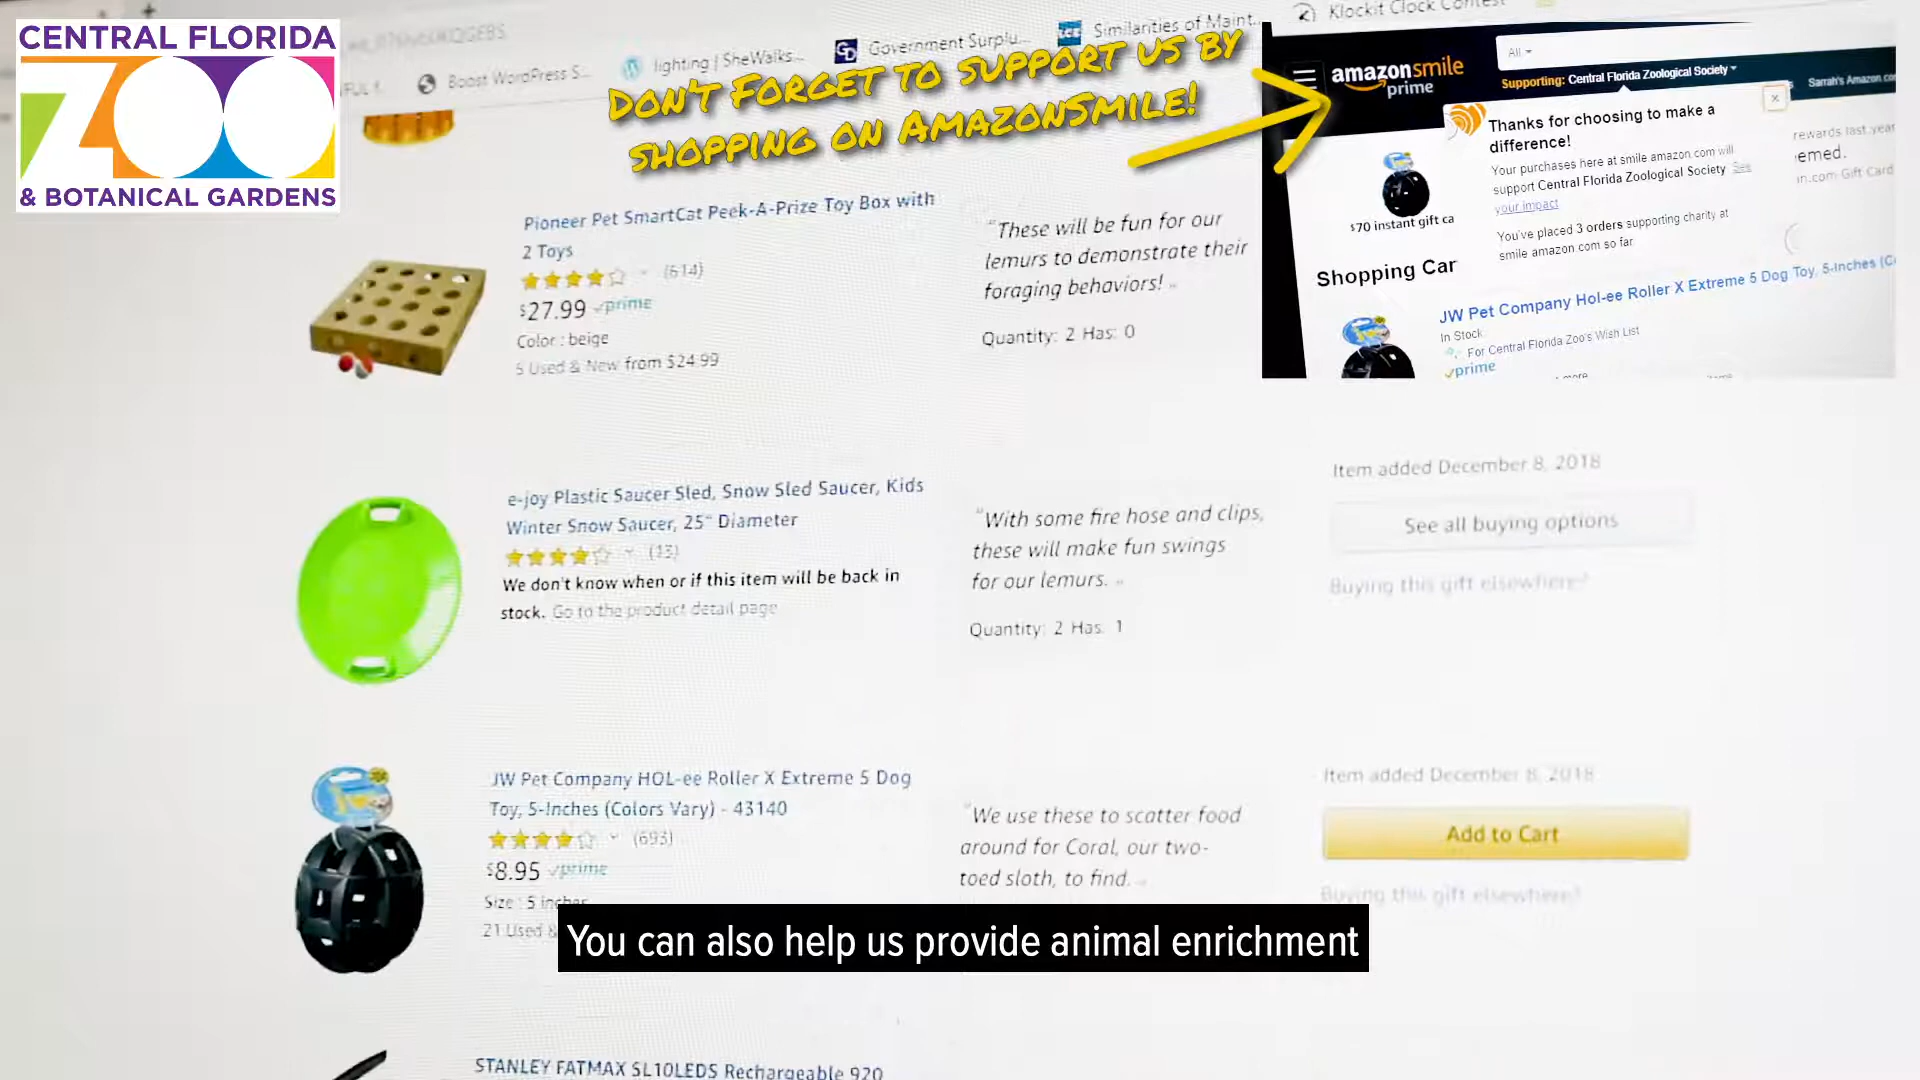 CENTRAL FLORIDA
ZOO
& BOTANICAL GARDENS
Boost WordPress S...
lighting | SheWalks...
Government Surplu...
Similarities of Maint...
Klockit Clock Contest
DON'T FORGET TO SUPPORT US BY
SHOPPING ON AMAZONSMILE!
amazonsmile
prime
All
Supporting: Central Florida Zoological Society
Sarrah's Amazon.co
Thanks for choosing to make a
difference!
Your purchases here at smile.amazon.com will
support Central Florida Zoological Society. See
your impact
You've placed 3 orders supporting charity at
smile.amazon.com so far.
rewards last year
emed.
n.com Gift Card
$70 instant gift ca
Shopping Car
JW Pet Company Hol-ee Roller X Extreme 5 Dog Toy, 5-Inches (C
In Stock
For Central Florida Zoo's Wish List
prime
Pioneer Pet SmartCat Peek-A-Prize Toy Box with
2 Toys
(614)
$27.99 prime
Color : beige
5 Used & New from $24.99
"These will be fun for our
lemurs to demonstrate their
foraging behaviors! "
Quantity: 2 Has: 0
e-joy Plastic Saucer Sled, Snow Sled Saucer, Kids
Winter Snow Saucer, 25" Diameter
(13)
We don't know when or if this item will be back in
stock. Go to the product detail page
"With some fire hose and clips,
these will make fun swings
for our lemurs. "
Quantity: 2 Has: 1
Item added December 8, 2018
See all buying options
Buying this gift elsewhere?
JW Pet Company HOL-ee Roller X Extreme 5 Dog
Toy, 5-Inches (Colors Vary) - 43140
(693)
$8.95 prime
Size : 5 inches
21 Used &
"We use these to scatter food
around for Coral, our two-
toed sloth, to find. "
Item added December 8, 2018
Add to Cart
Buying this gift elsewhere?
You can also help us provide animal enrichment
STANLEY FATMAX SL10LEDS Rechargeable 920